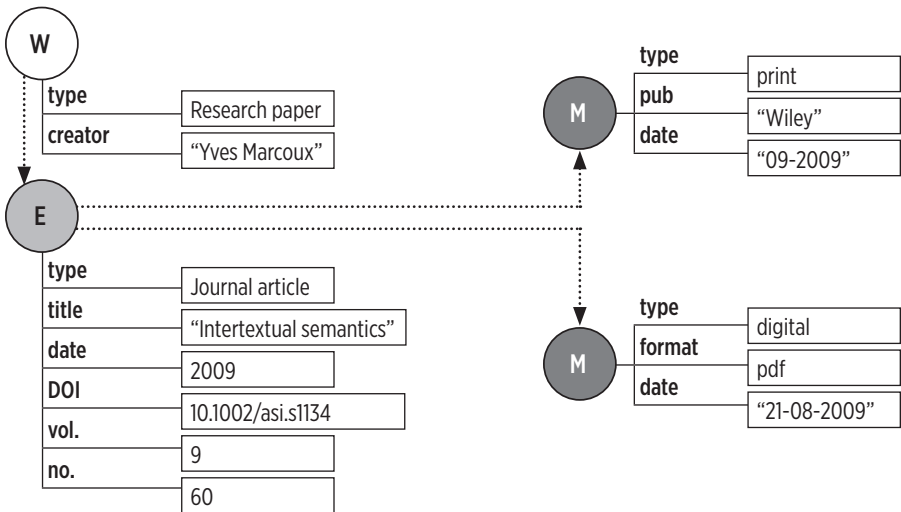 W
type
Research paper
creator
“Yves Marcoux”
E
type
Journal article
title
“Intertextual semantics”
date
2009
DOI
10.1002/asi.s1134
vol.
9
no.
60
M
type
print
pub
“Wiley”
date
“09-2009”
M
type
digital
format
pdf
date
“21-08-2009”